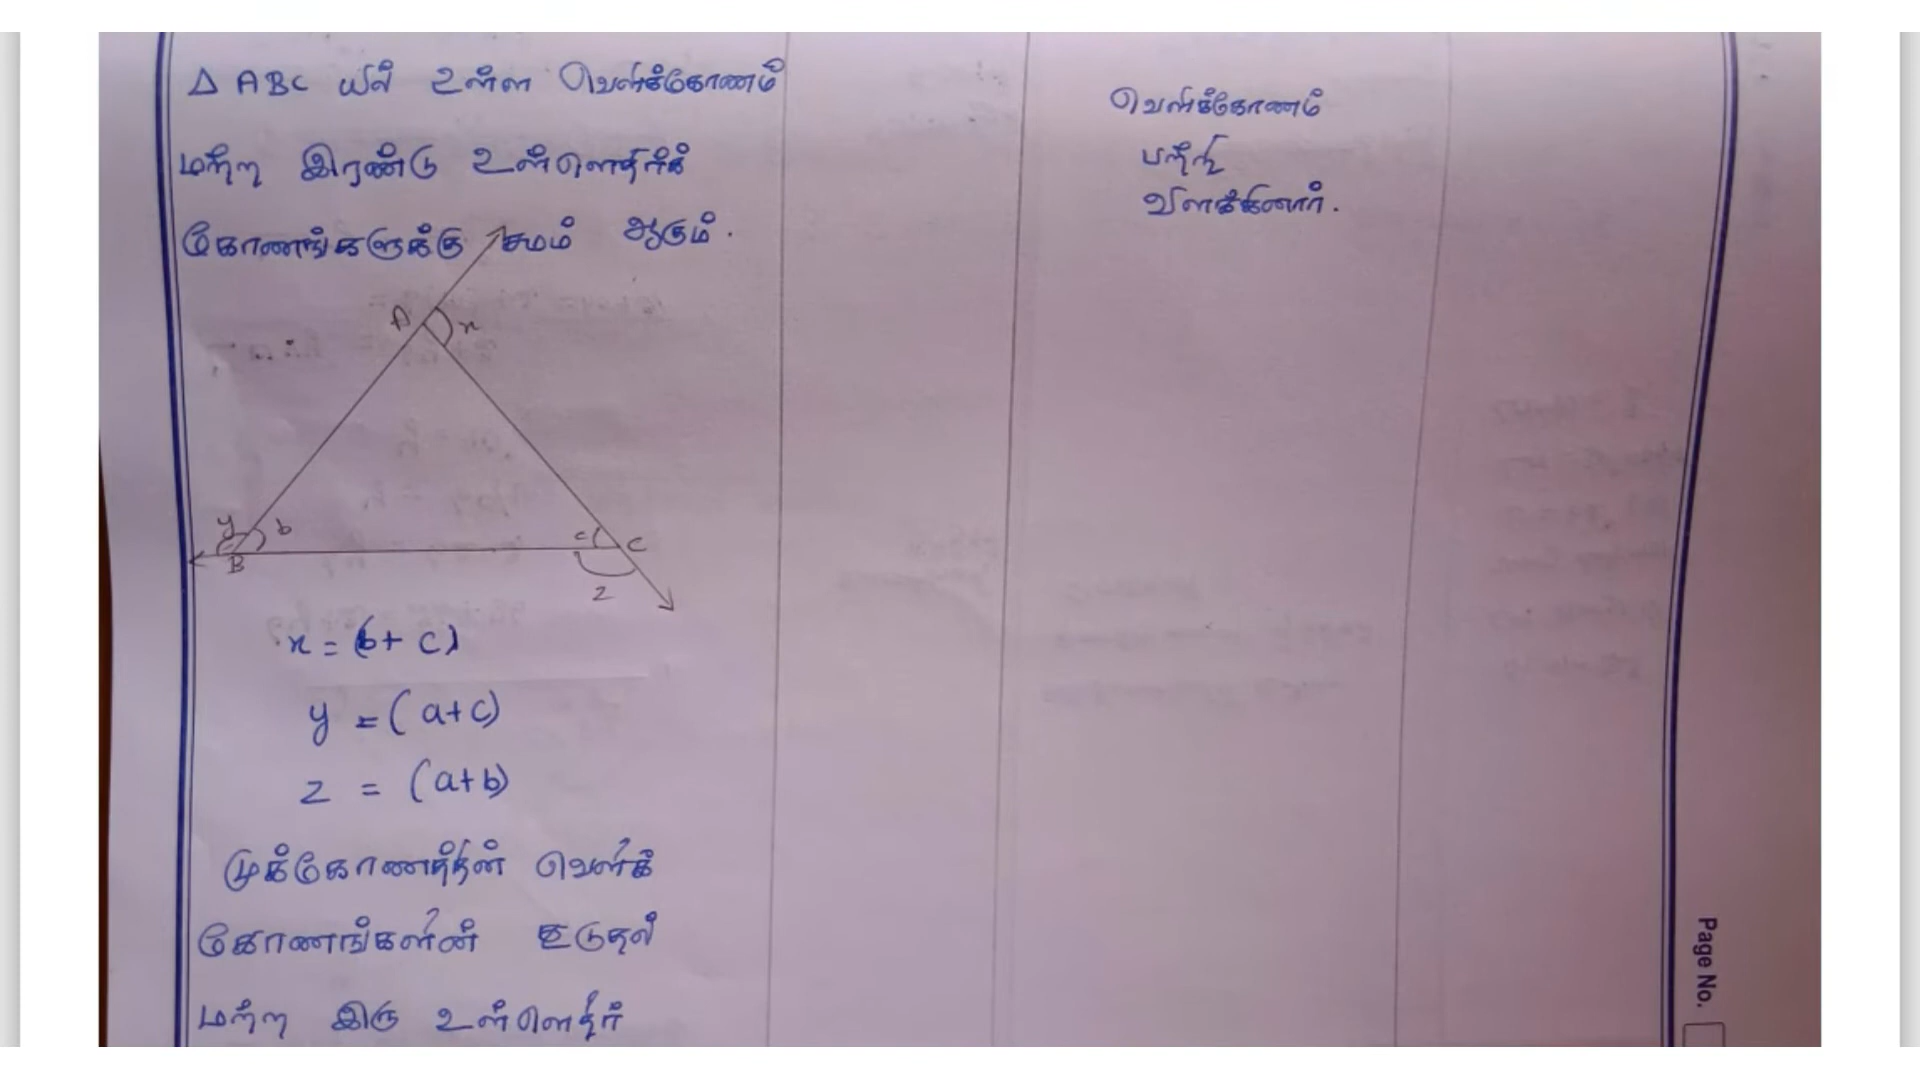 Δ ABC யில் உள்ள வெளிக்கோணம்
மற்ற இரண்டு உள்ளெதிர்க்
கோணங்களுக்கு சமம் ஆகும்.
A x
y b
B
c C
z
x = (b + c)
y = (a+c)
z = (a+b)
முக்கோணத்தின் வெளிக்
கோணங்களின் கூடுதல்
மற்ற இரு உள்ளெதிர்
வெளிக்கோணம்
பற்றி
விளக்கினார்.
Page No.